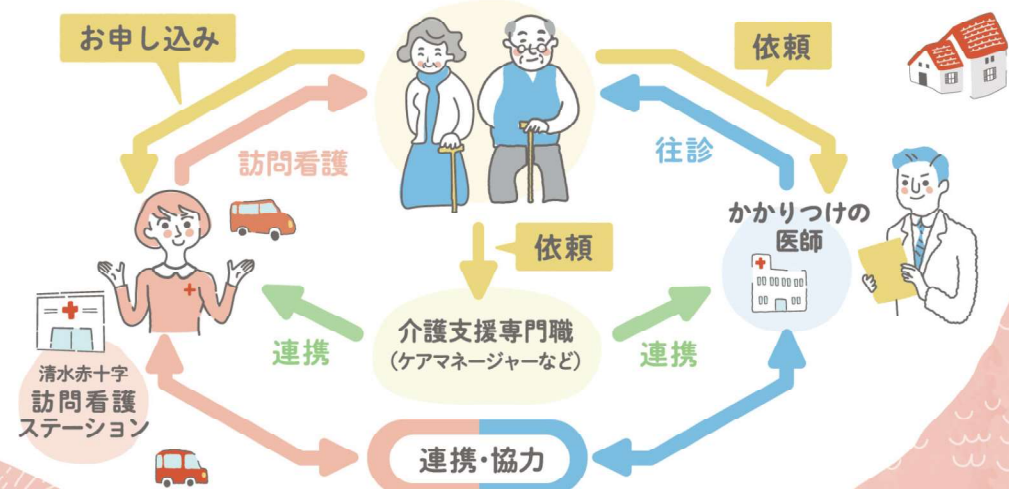 お申し込み
依頼
訪問看護
往診
かかりつけの
医師
依頼
介護支援専門職
(ケアマネージャーなど)
連携
連携
清水赤十字
訪問看護
ステーション
連携・協力